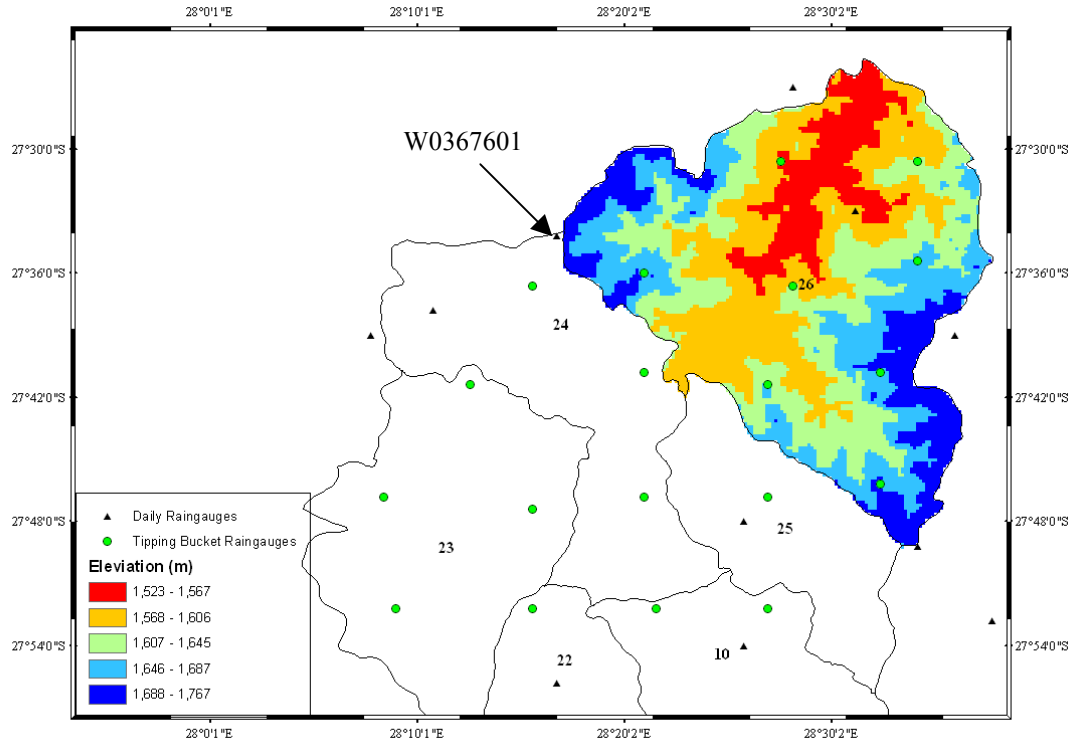 28°0'1"E 28°10'1"E 28°20'2"E 28°30'2"E
W0367601
27°30'0"S 27°30'0"S
26
27°36'0"S 27°36'0"S
24
27°42'0"S 27°42'0"S
27°48'0"S 27°48'0"S
25
23
Daily Raingauges
Tipping Bucket Raingauges
Eleviation (m)
1,523 - 1,567
1,568 - 1,606
1,607 - 1,645
1,646 - 1,687
1,688 - 1,767
27°54'0"S 27°54'0"S
22
10
28°0'1"E 28°10'1"E 28°20'2"E 28°30'2"E